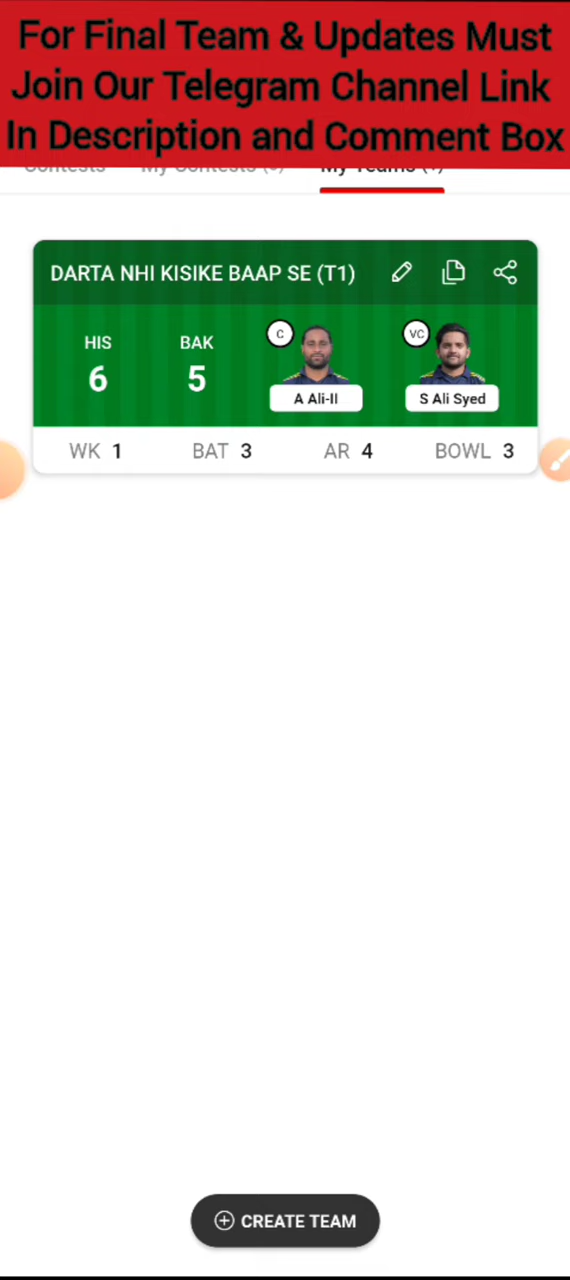 For Final Team & Updates Must
Join Our Telegram Channel Link
In Description and Comment Box
DARTA NHI KISIKE BAAP SE (T1)
HIS
BAK
C
VC
6
5
A Ali-II
S Ali Syed
WK 1
BAT 3
AR 4
BOWL 3
CREATE TEAM